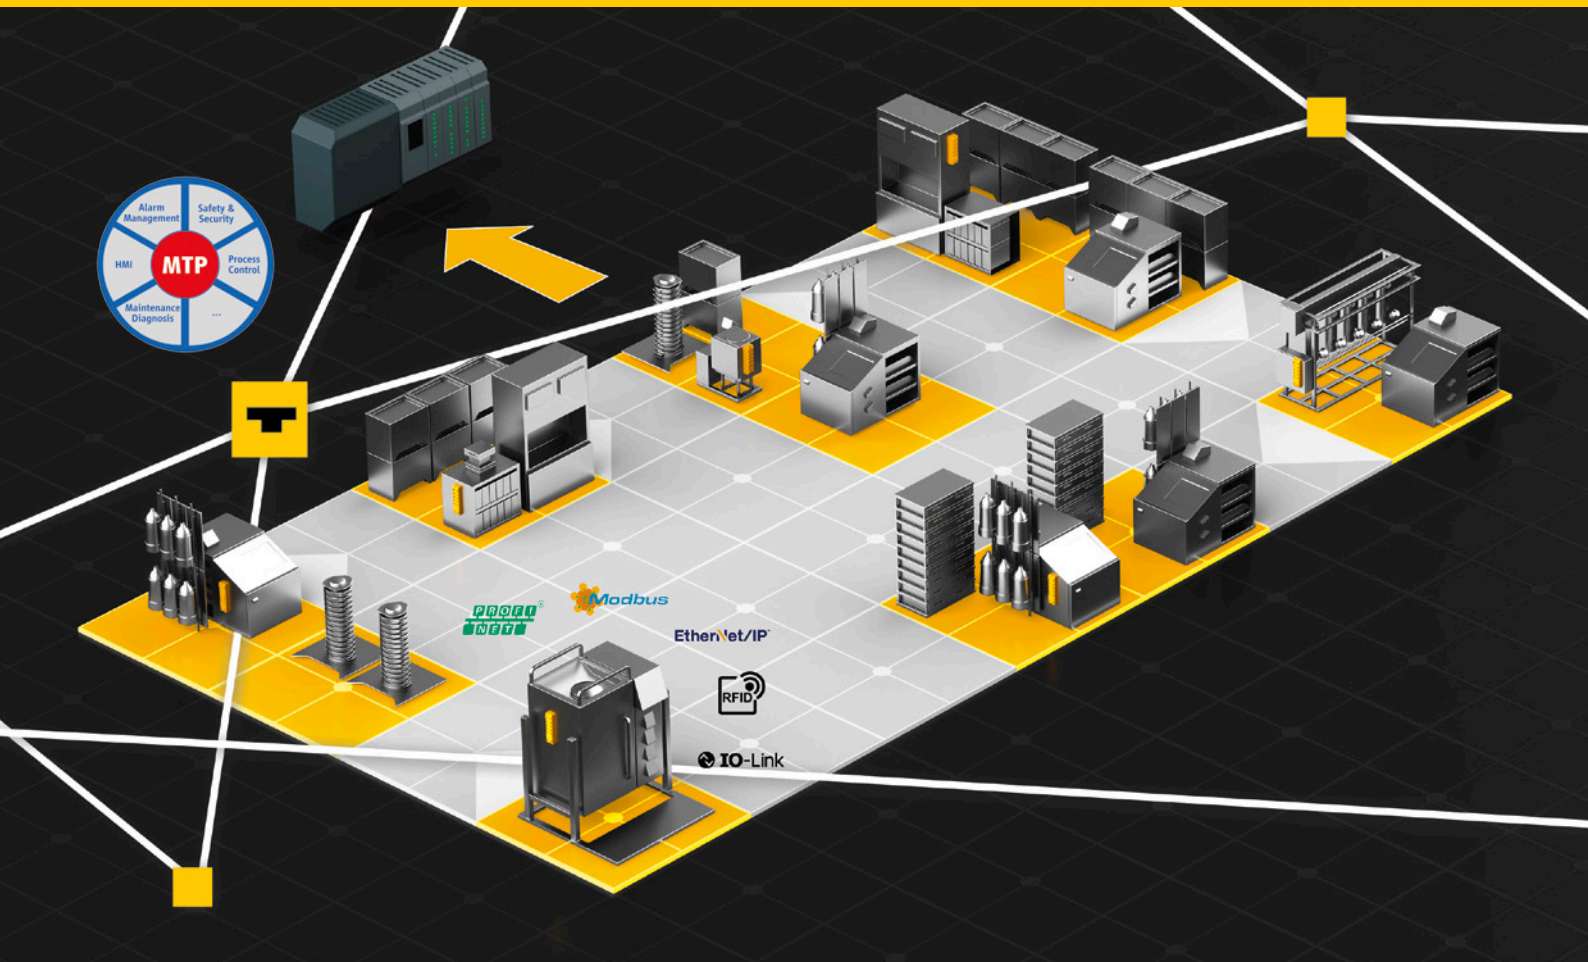 Alarm
Management
Safety &
Security
HMI
MTP
Process
Control
Maintenance
Diagnosis
...
PROFI®
NET
Modbus
EtherNet/IP
RFID
IO-Link